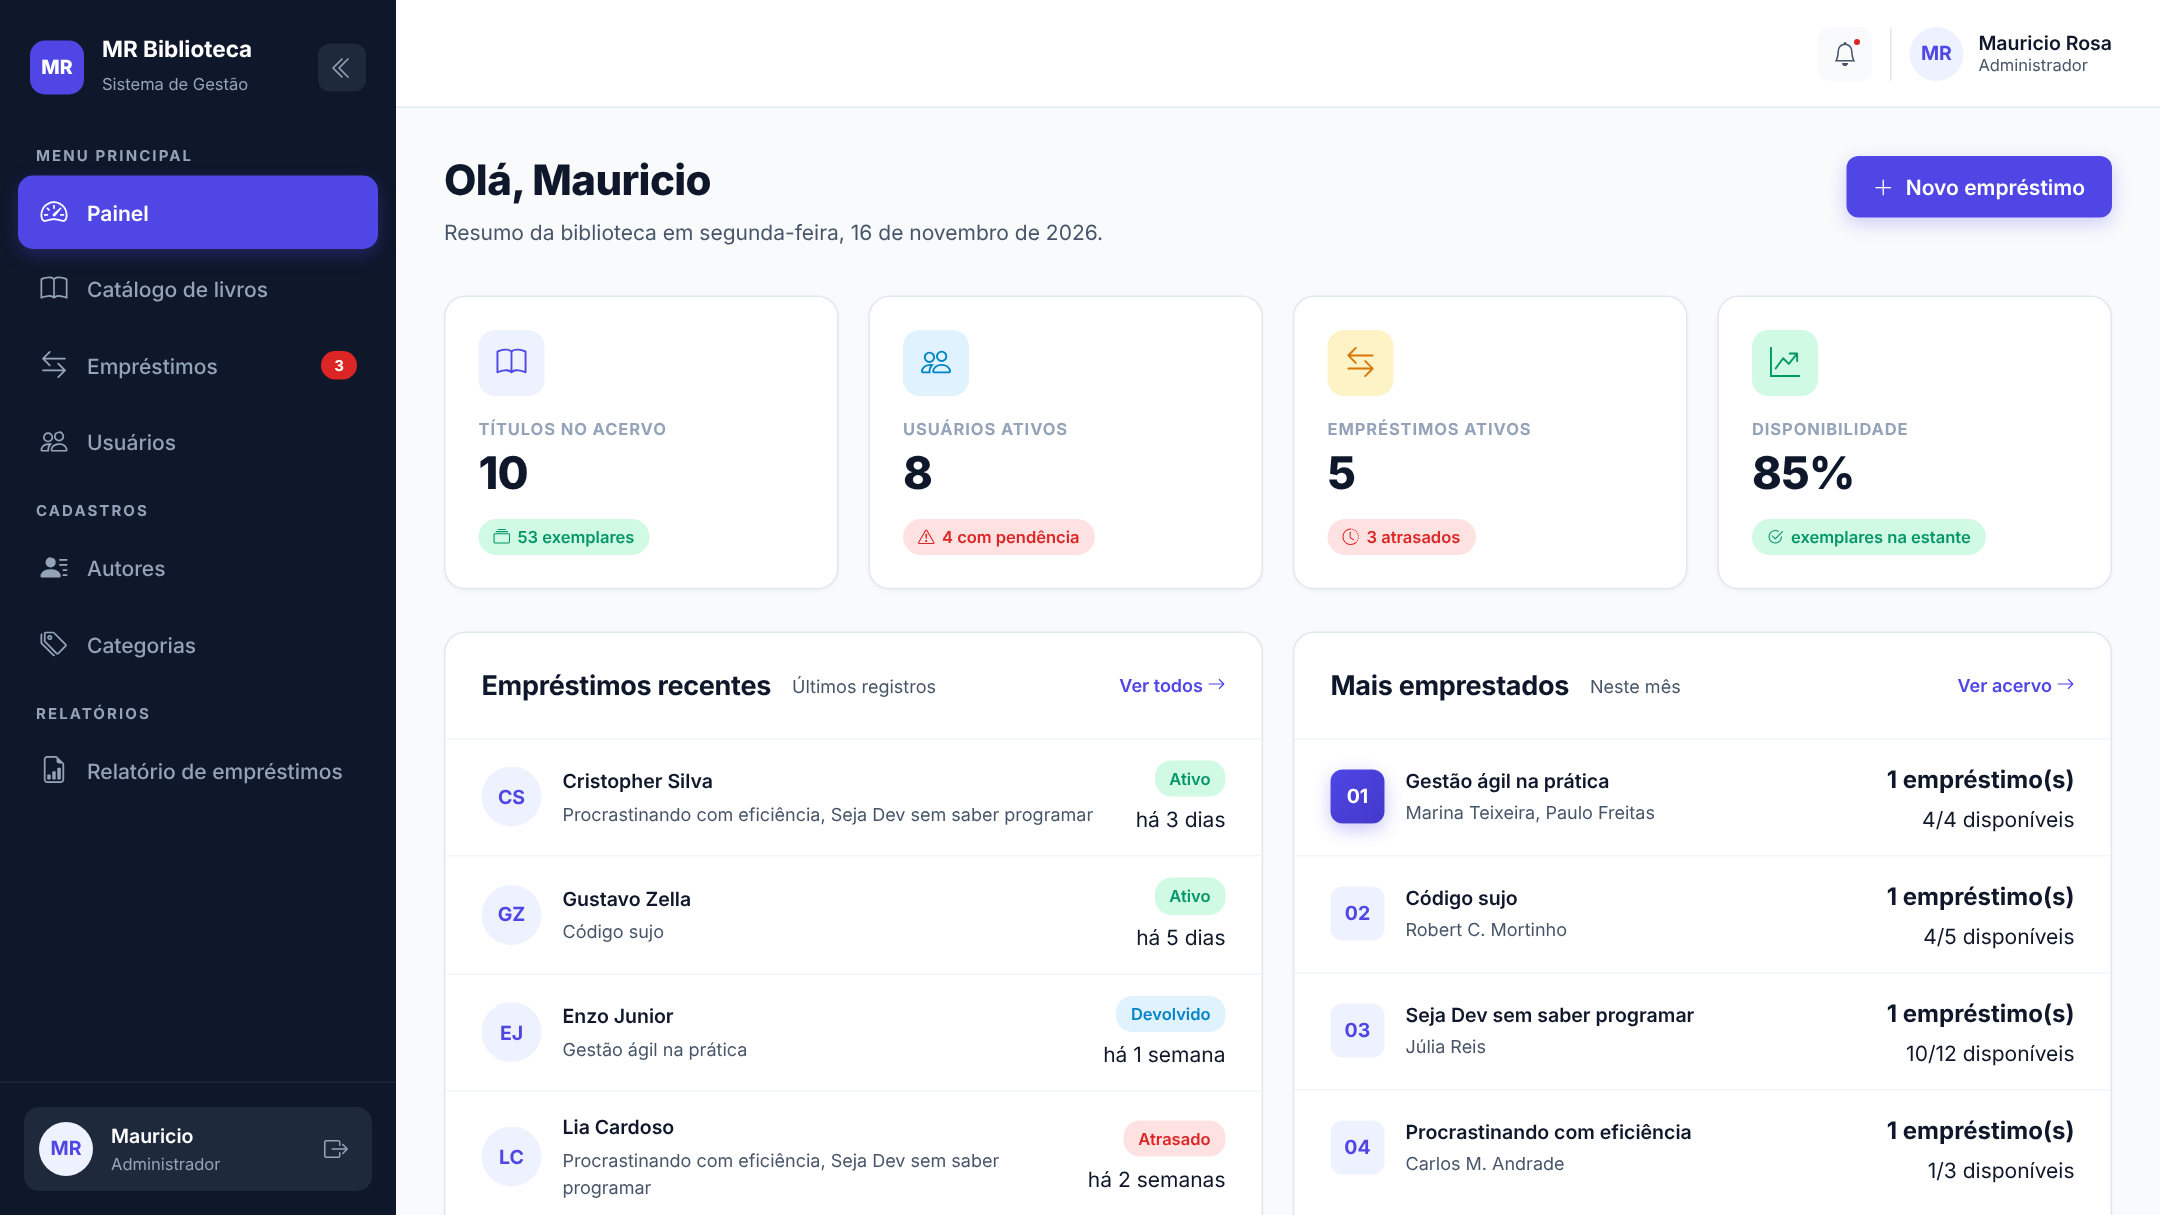 MR
MR Biblioteca
Sistema de Gestão
MENU PRINCIPAL
Painel
Catálogo de livros
Empréstimos
3
Usuários
CADASTROS
Autores
Categorias
RELATÓRIOS
Relatório de empréstimos
MR
Mauricio
Administrador
MR
Mauricio Rosa
Administrador
Olá, Mauricio
Resumo da biblioteca em segunda-feira, 16 de novembro de 2026.
Novo empréstimo
TÍTULOS NO ACERVO
10
53 exemplares
USUÁRIOS ATIVOS
8
4 com pendência
EMPRÉSTIMOS ATIVOS
5
3 atrasados
DISPONIBILIDADE
85%
exemplares na estante
Empréstimos recentes
Últimos registros
Ver todos
CS
Cristopher Silva
Procrastinando com eficiência, Seja Dev sem saber programar
Ativo
há 3 dias
GZ
Gustavo Zella
Código sujo
Ativo
há 5 dias
EJ
Enzo Junior
Gestão ágil na prática
Devolvido
há 1 semana
LC
Lia Cardoso
Procrastinando com eficiência, Seja Dev sem saber
programar
Atrasado
há 2 semanas
Mais emprestados
Neste mês
Ver acervo
01
Gestão ágil na prática
Marina Teixeira, Paulo Freitas
1 empréstimo(s)
4/4 disponíveis
02
Código sujo
Robert C. Mortinho
1 empréstimo(s)
4/5 disponíveis
03
Seja Dev sem saber programar
Júlia Reis
1 empréstimo(s)
10/12 disponíveis
04
Procrastinando com eficiência
Carlos M. Andrade
1 empréstimo(s)
1/3 disponíveis